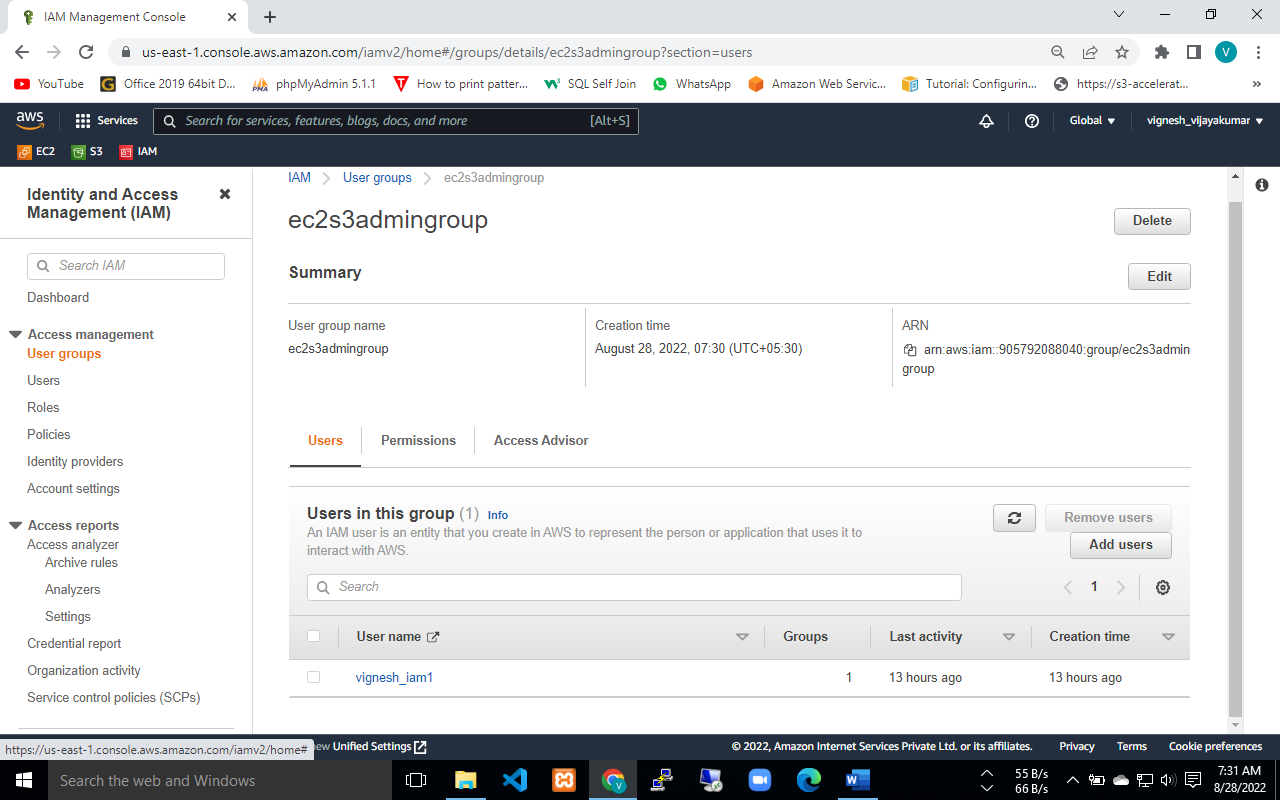 IAM Management Console
us-east-1.console.aws.amazon.com/iamv2/home#/groups/details/ec2s3admingroup?section=users
V
YouTube
Office 2019 64bit D...
phpMyAdmin 5.1.1
How to print patter...
SQL Self Join
WhatsApp
Amazon Web Servic...
Tutorial: Configurin...
https://s3-accelerat...
»
aws
Services
Search for services, features, blogs, docs, and more
[Alt+S]
Global
vignesh_vijayakumar
EC2
S3
IAM
Identity and Access
Management (IAM)
Search IAM
Dashboard
Access management
User groups
Users
Roles
Policies
Identity providers
Account settings
Access reports
Access analyzer
Archive rules
Analyzers
Settings
Credential report
Organization activity
Service control policies (SCPs)
IAM
User groups
ec2s3admingroup
ec2s3admingroup
Delete
Summary
Edit
User group name
ec2s3admingroup
Creation time
August 28, 2022, 07:30 (UTC+05:30)
ARN
arn:aws:iam::905792088040:group/ec2s3admin
group
Users
Permissions
Access Advisor
Users in this group (1) Info
An IAM user is an entity that you create in AWS to represent the person or application that uses it to
interact with AWS.
Remove users
Add users
Search
1
User name
Groups
Last activity
Creation time
vignesh_iam1
1
13 hours ago
13 hours ago
https://us-east-1.console.aws.amazon.com/iamv2/home#
Unified Settings
© 2022, Amazon Internet Services Private Ltd. or its affiliates.
Privacy
Terms
Cookie preferences
Search the web and Windows
55 B/s
66 B/s
7:31 AM
8/28/2022